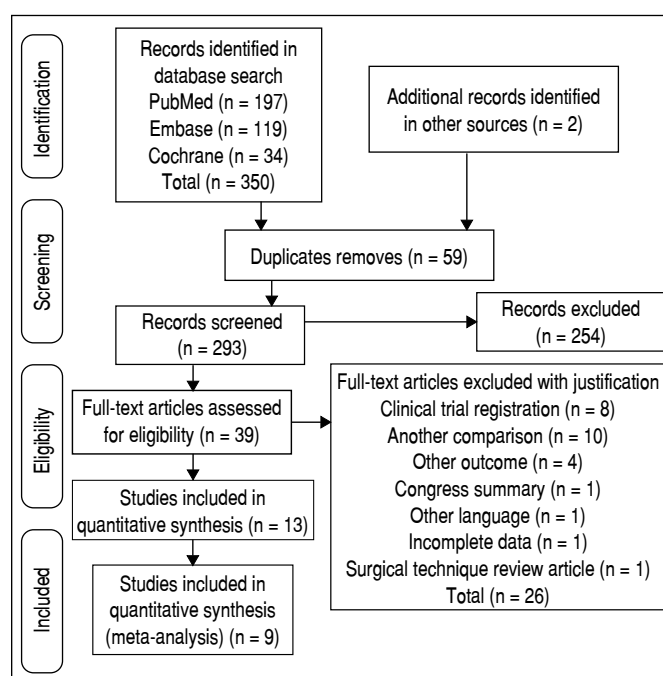 Identification
Records identified in
database search
PubMed (n = 197)
Embase (n = 119)
Cochrane (n = 34)
Total (n = 350)
Additional records identified
in other sources (n = 2)
Screening
Duplicates removes (n = 59)
Records screened
(n = 293)
Records excluded
(n = 254)
Eligibility
Full-text articles assessed
for eligibility (n = 39)
Full-text articles excluded with justification
Clinical trial registration (n = 8)
Another comparison (n = 10)
Other outcome (n = 4)
Congress summary (n = 1)
Other language (n = 1)
Incomplete data (n = 1)
Surgical technique review article (n = 1)
Total (n = 26)
Studies included in
quantitative synthesis (n = 13)
Included
Studies included in
quantitative synthesis
(meta-analysis) (n = 9)